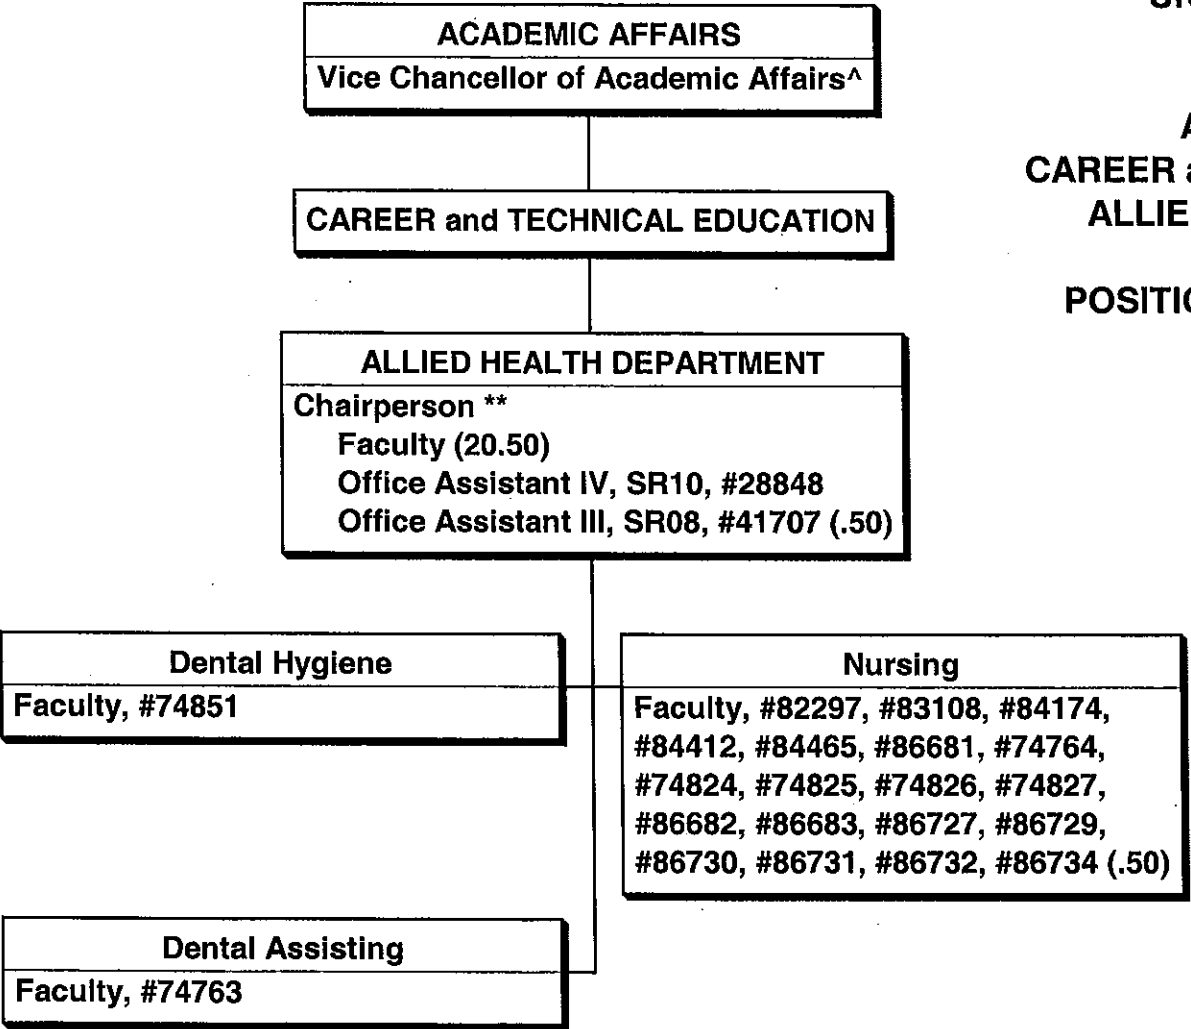 ACADEMIC AFFAIRS
Vice Chancellor of Academic Affairs^
CAREER and TECHNICAL EDUCATION
CAREER
ALLIE
POSITI
ALLIED HEALTH DEPARTMENT
Chairperson **
Faculty (20.50)
Office Assistant IV, SR10, #28848
Office Assistant III, SR08, #41707 (.50)
Dental Hygiene
Faculty, #74851
Nursing
Faculty, #82297, #83108, #84174,
#84412, #84465, #86681, #74764,
#74824, #74825, #74826, #74827,
#86682, #86683, #86727, #86729,
#86730, #86731, #86732, #86734 (.50)
Dental Assisting
Faculty, #74763